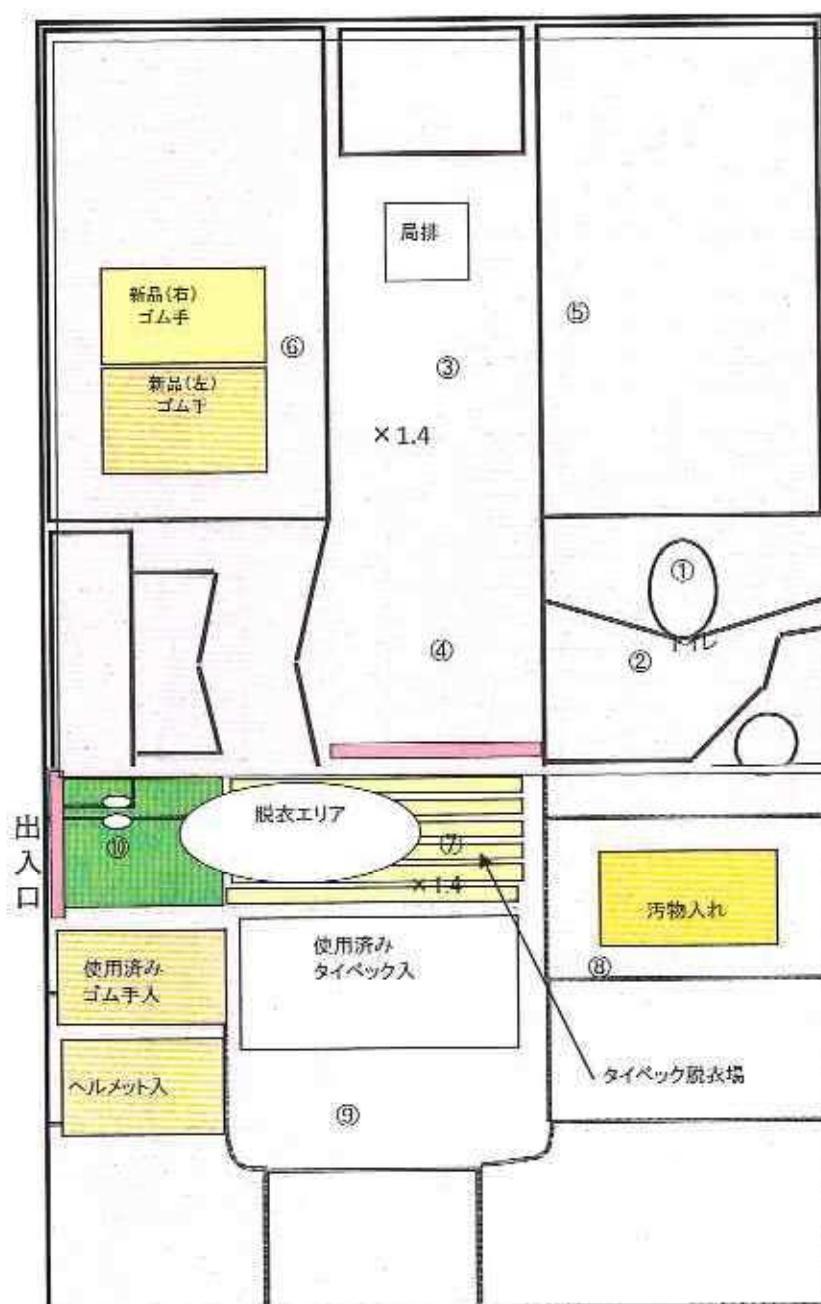 局排
新品(右)
ゴム手
⑤
⑥
新品(左)
ゴム手
③
×1.4
①
④
②
トイレ
出入口
脱衣エリア
⑦
⑩
×1.4
汚物入れ
使用済み
ゴム手入
使用済み
タイベック入
⑧
ヘルメット入
タイベック脱衣場
⑨